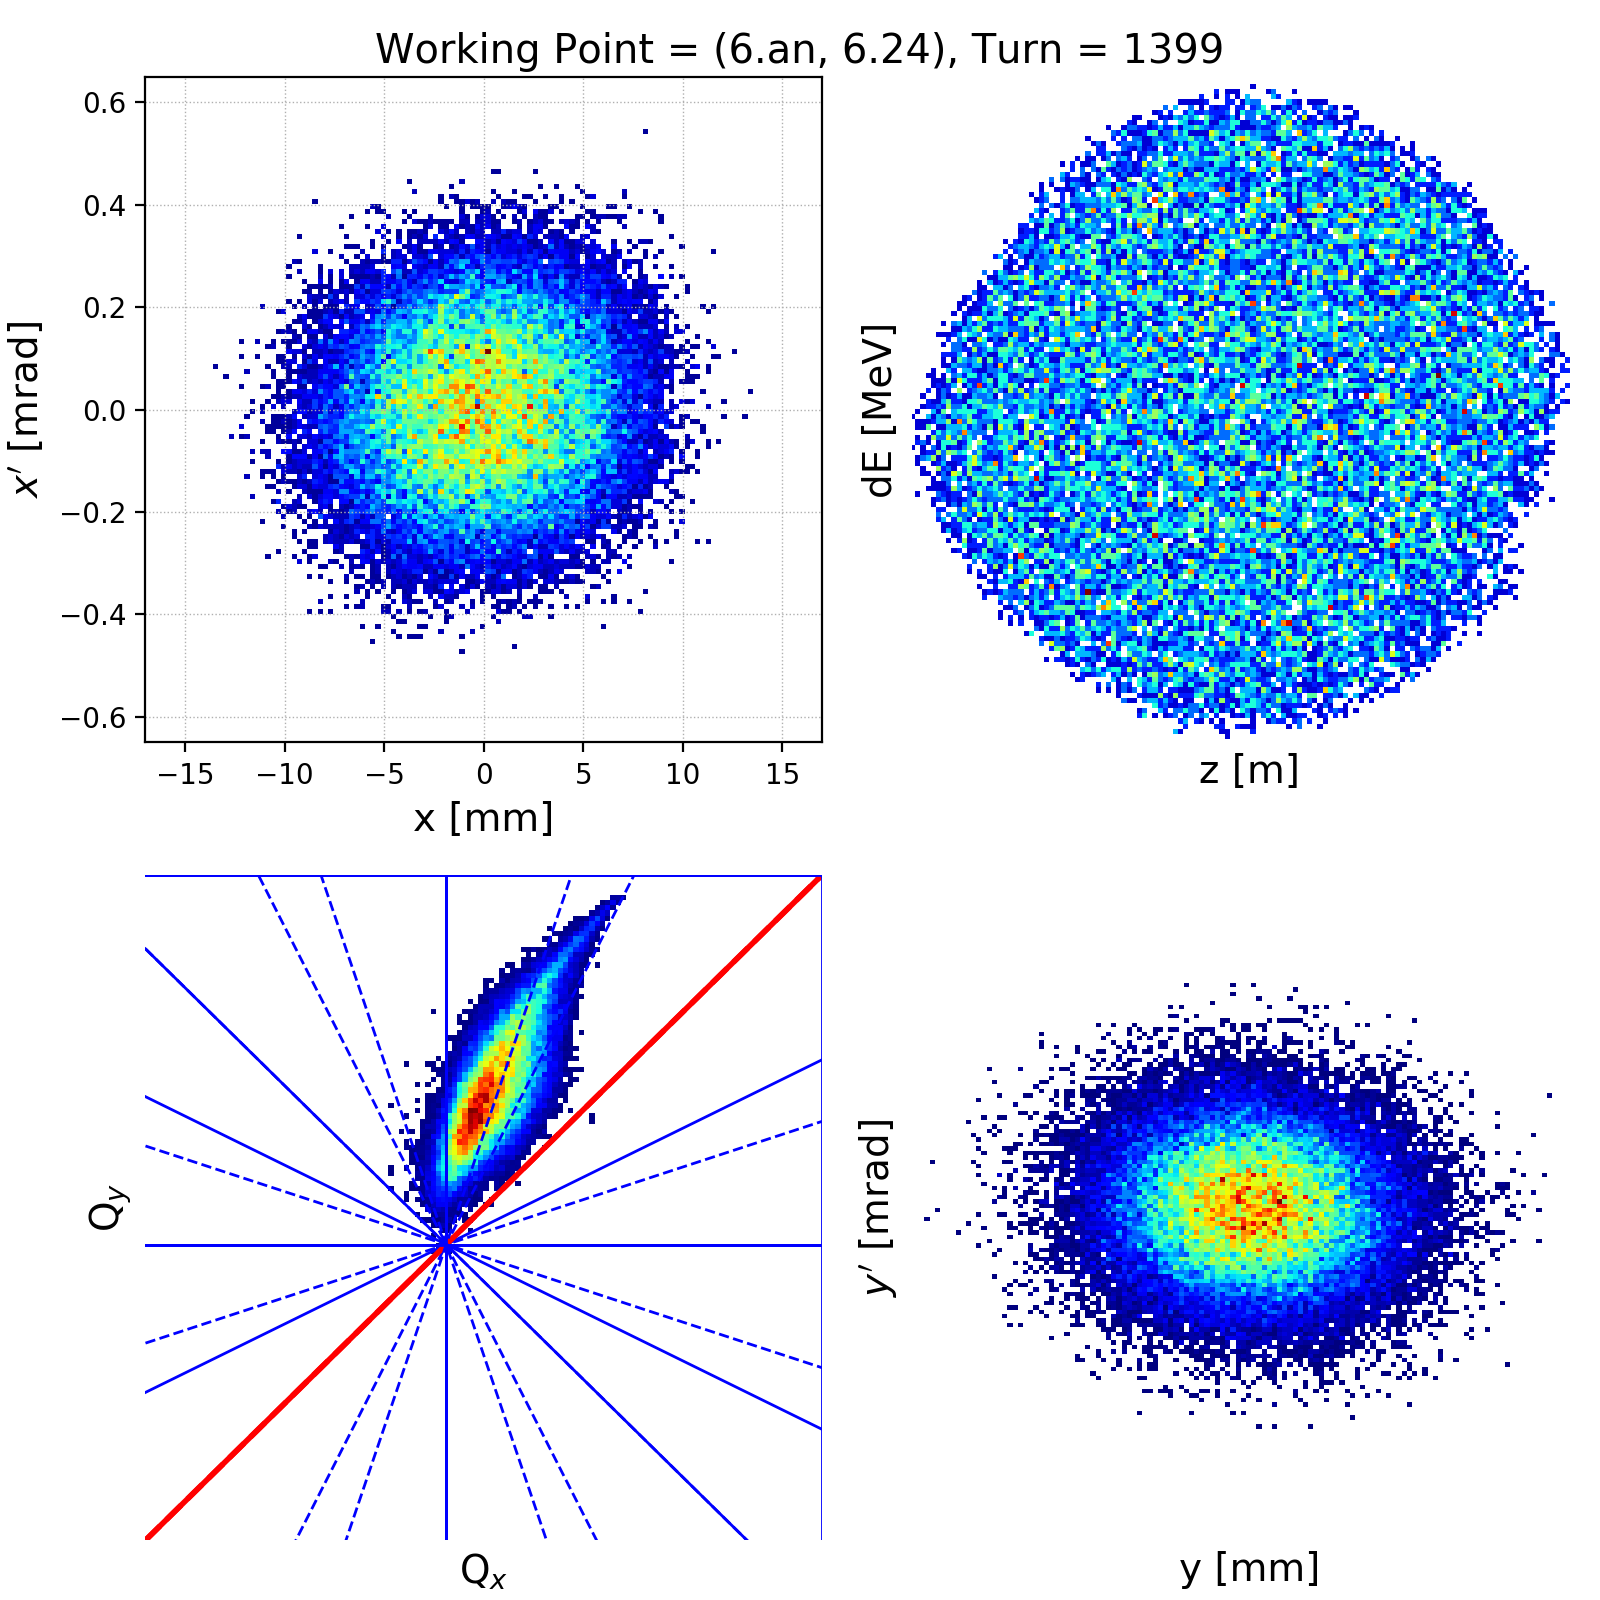 Working Point = (6.an, 6.24), Turn = 1399
0.6
0.4
0.2
0.0
−0.2
−0.4
−0.6
x′ [mrad]
−15 −10 −5 0 5 10 15
x [mm]
dE [MeV]
z [m]
Qy
Qx
y′ [mrad]
y [mm]